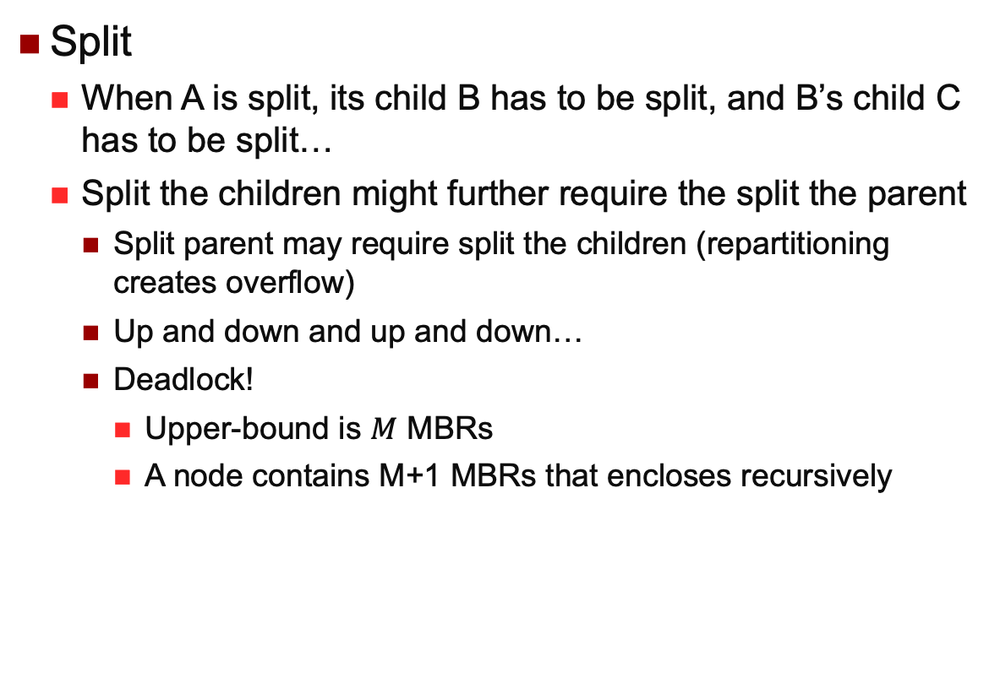 Split
When A is split, its child B has to be split, and B’s child C
has to be split…
Split the children might further require the split the parent
Split parent may require split the children (repartitioning
creates overflow)
Up and down and up and down…
Deadlock!
Upper-bound is 𝑀 MBRs
A node contains M+1 MBRs that encloses recursively